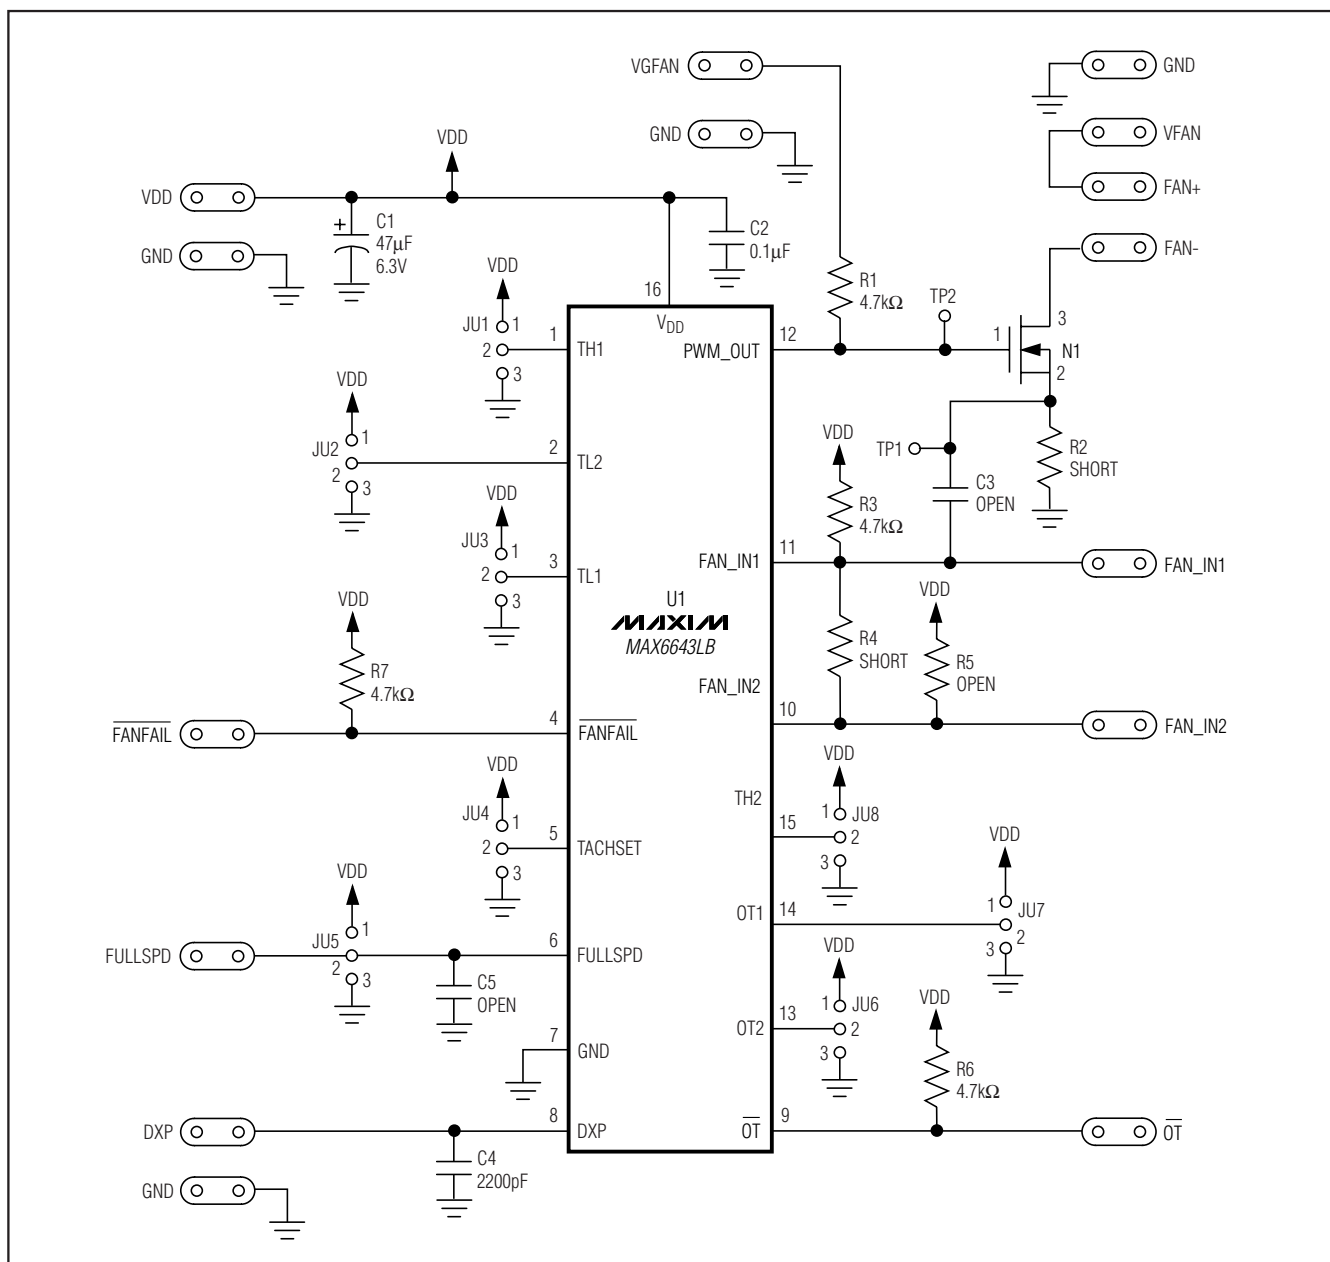 VGFAN
GND
GND
VFAN
FAN+
FAN-
VDD
VDD
GND
+
C1
47μF
6.3V
C2
0.1μF
16
VDD
R1
4.7kΩ
TP2
VDD
JU1
1
2
3
1
TH1
PWM_OUT
12
1
3
N1
2
VDD
JU2
1
2
3
2
TL2
VDD
R3
4.7kΩ
TP1
C3
OPEN
R2
SHORT
VDD
JU3
1
2
3
3
TL1
FAN_IN1
11
FAN_IN1
U1
MAXIM
MAX6643LB
VDD
R7
4.7kΩ
R4
SHORT
VDD
R5
OPEN
FAN_IN2
10
FAN_IN2
FANFAIL
4
FANFAIL
VDD
JU4
1
2
3
5
TACHSET
VDD
TH2
15
1
JU8
2
3
VDD
JU5
1
2
3
FULLSPD
6
FULLSPD
C5
OPEN
VDD
OT1
14
1
JU7
2
3
VDD
OT2
13
1
JU6
2
3
7
GND
VDD
R6
4.7kΩ
DXP
8
DXP
C4
2200pF
OT
9
OT
GND